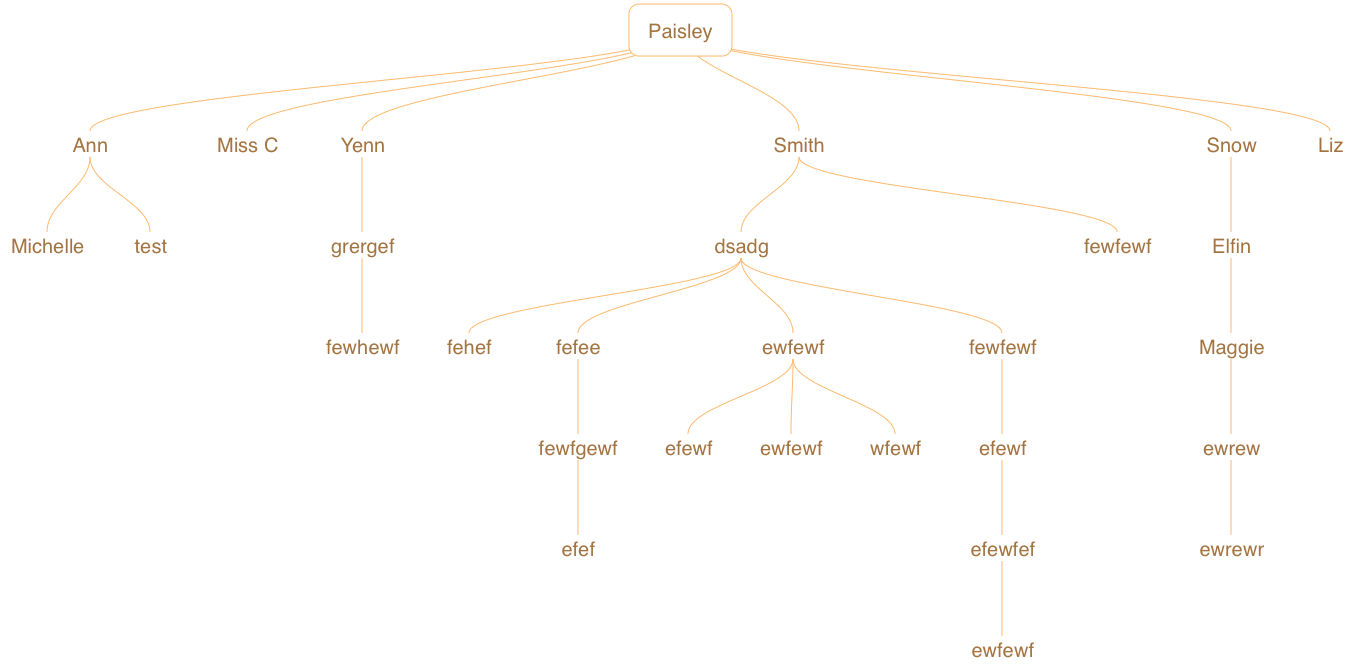 Paisley
Ann Miss C Yenn Smith Snow Liz
Michelle test grergef dsadg fewfewf Elfin
fewhewf fehef fefee ewfewf fewfewf Maggie
fewfgewf efewf ewfewf wfewf efewf ewrew
efef efewfef ewrewr
ewfewf